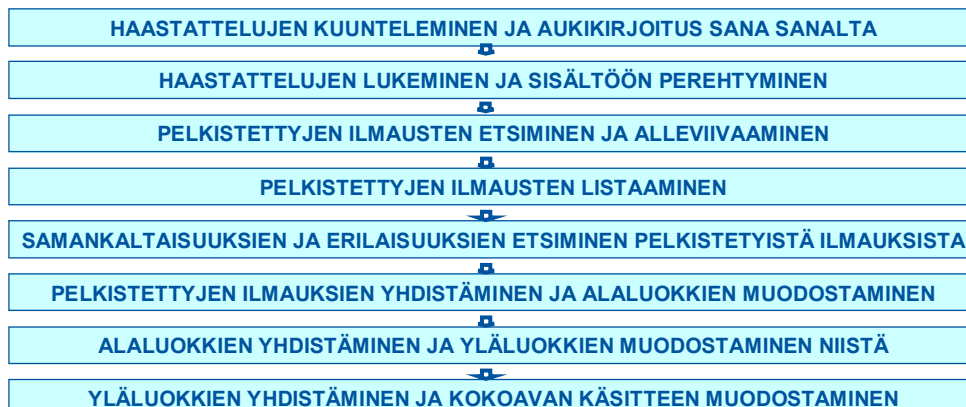 HAASTATTELUJEN KUUNTELEMINEN JA AUKIKIRJOITUS SANA SANALTA
HAASTATTELUJEN LUKEMINEN JA SISÄLTÖÖN PEREHTYMINEN
PELKISTETTYJEN ILMAUSTEN ETSIMINEN JA ALLEVIIVAAMINEN
PELKISTETTYJEN ILMAUSTEN LISTAAMINEN
SAMANKALTAISUUKSIEN JA ERILAISUUKSIEN ETSIMINEN PELKISTETYISTÄ ILMAUKSISTA
PELKISTETTYJEN ILMAUKSIEN YHDISTÄMINEN JA ALALUOKKIEN MUODOSTAMINEN
ALALUOKKIEN YHDISTÄMINEN JA YLÄLUOKKIEN MUODOSTAMINEN NIISTÄ
YLÄLUOKKIEN YHDISTÄMINEN JA KOKOAVAN KÄSITTEEN MUODOSTAMINEN